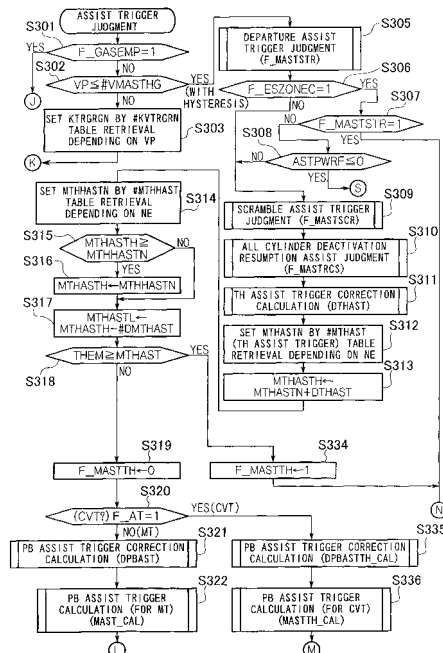 ASSIST TRIGGER
JUDGMENT
S301
YES
F_GASEMP=1
NO
S302
J
VP≦#VMASTHG
YES
(WITH
HYSTERESIS)
NO
SET KTRGRGN BY #KVTRGRN
TABLE RETRIEVAL
DEPENDING ON VP
S303
K
S305
DEPARTURE ASSIST
TRIGGER JUDGMENT
(F_MASTSTR)
S306
F_ESZONEC=1
YES
NO
S307
F_MASTSTR=1
NO
YES
S308
ASTPWRF≦0
NO
YES
S
S309
SCRAMBLE ASSIST TRIGGER
JUDGMENT (F_MASTSCR)
S310
ALL CYLINDER DEACTIVATION
RESUMPTION ASSIST JUDGMENT
(F_MASTRCS)
S311
TH ASSIST TRIGGER CORRECTION
CALCULATION (DTHAST)
S312
SET MTHASTN BY #MTHAST
(TH ASSIST TRIGGER) TABLE
RETRIEVAL DEPENDING ON NE
S313
MTHASTH←
MTHASTN+DTHAST
SET MTHHASTN BY #MTHHAST
TABLE RETRIEVAL
DEPENDING ON NE
S314
S315
MTHASTH≧
MTHHASTN
NO
YES
S316
MTHASTH←MTHHASTN
S317
MTHASTL←
MTHASTH-#DMTHAST
THEM≧MTHAST
YES
S318
NO
S319
F_MASTTH←0
S334
F_MASTTH←1
N
S320
(CVT?) F_AT=1
YES(CVT)
NO(MT)
S321
PB ASSIST TRIGGER CORRECTION
CALCULATION (DPBAST)
S322
PB ASSIST TRIGGER
CALCULATION (FOR MT)
(MAST_CAL)
L
S335
PB ASSIST TRIGGER CORRECTION
CALCULATION (DPBASTTH_CAL)
S336
PB ASSIST TRIGGER
CALCULATION (FOR CVT)
(MASTTH_CAL)
M